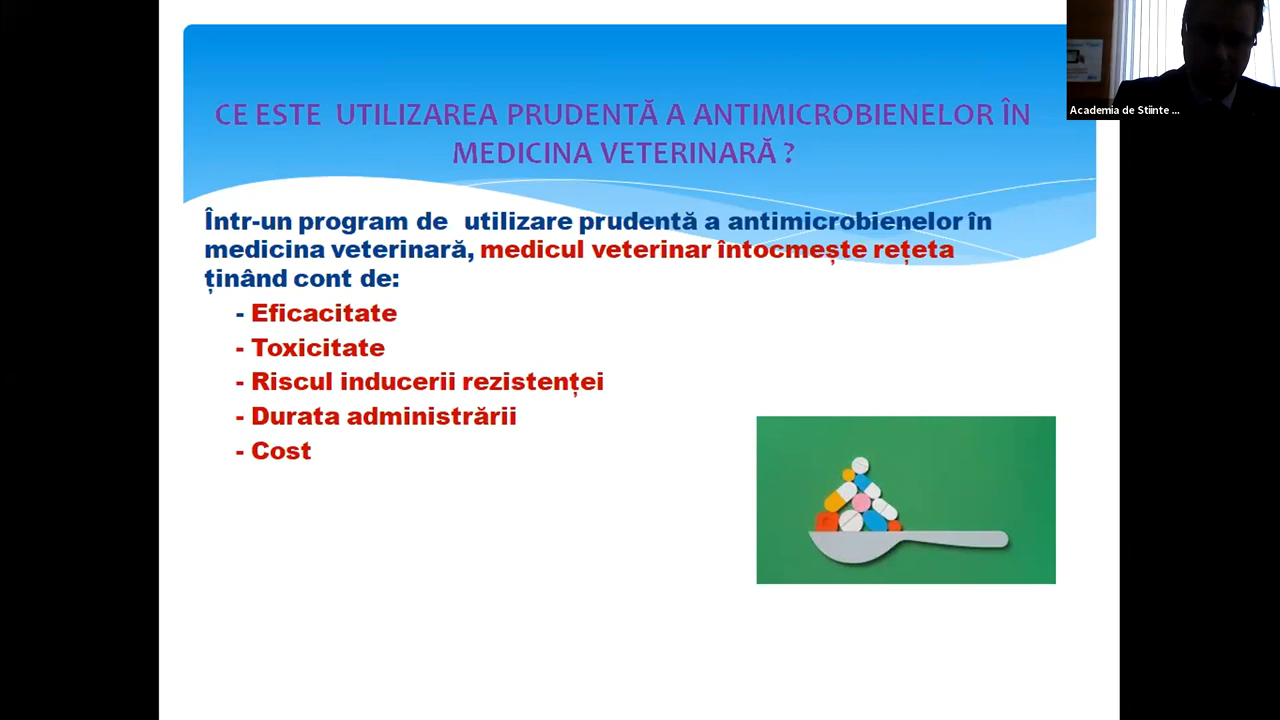 CE ESTE UTILIZAREA PRUDENTĂ A ANTIMICROBIENELOR ÎN
MEDICINA VETERINARĂ ?
Academia de Stiinte ...
Într-un program de utilizare prudentă a antimicrobienelor în
medicina veterinară, medicul veterinar întocmește rețeta
ținând cont de:
- Eficacitate
- Toxicitate
- Riscul inducerii rezistenței
- Durata administrării
- Cost